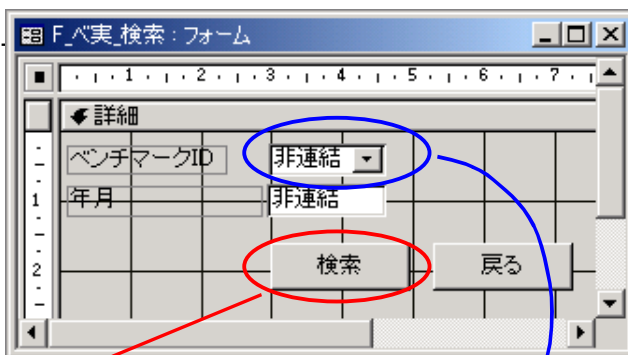 F_ベ実_検索 : フォーム
1 2 3 4 5 6 7
詳細
ベンチマークID 非連結
1 年月 非連結
2 検索 戻る